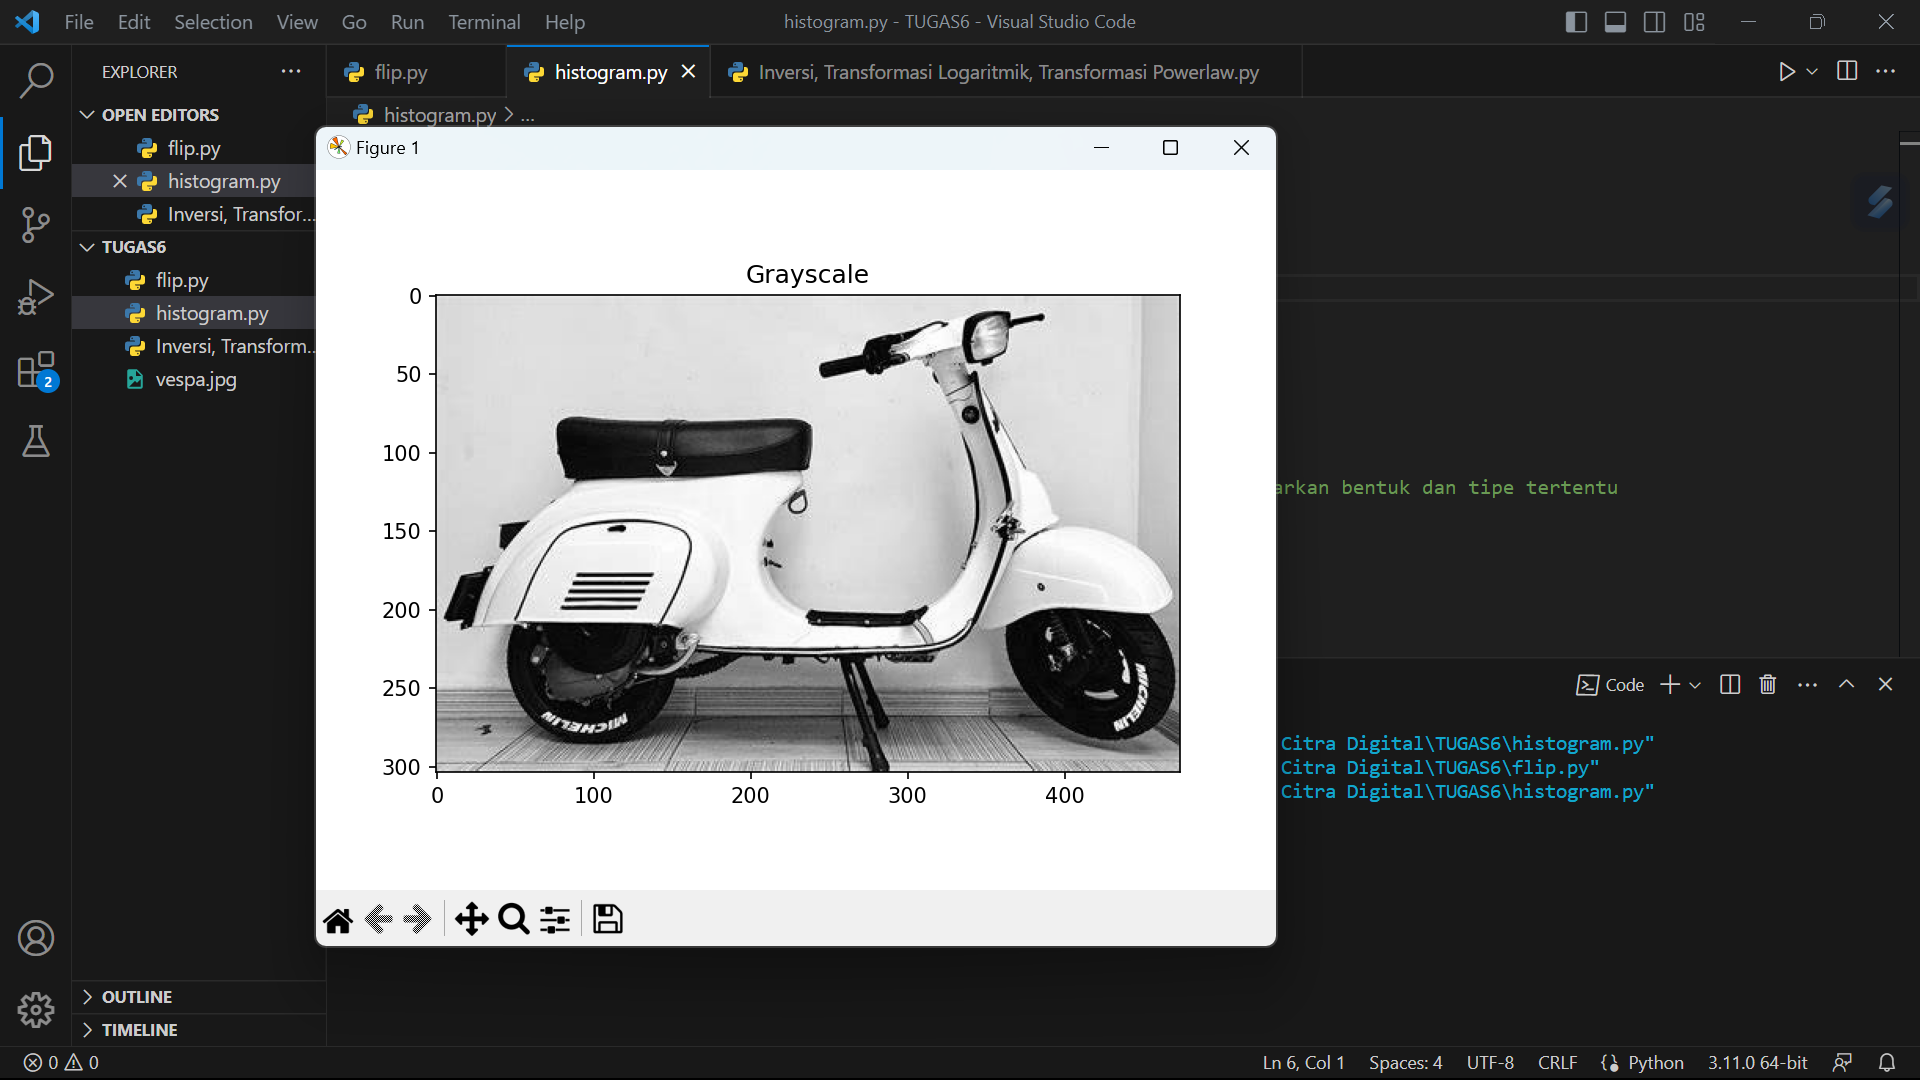 File Edit Selection View Go Run Terminal Help
histogram.py - TUGAS6 - Visual Studio Code
EXPLORER
flip.py
histogram.py
Inversi, Transformasi Logaritmik, Transformasi Powerlaw.py
histogram.py > ...
OPEN EDITORS
flip.py
histogram.py
Inversi, Transfor...
TUGAS6
flip.py
histogram.py
Inversi, Transform...
vespa.jpg
2
Figure 1
Grayscale
0
50
100
150
200
250
300
0 100 200 300 400
MICHELIN
MICHELIN
arkan bentuk dan tipe tertentu
Code
Citra Digital\TUGAS6\histogram.py"
Citra Digital\TUGAS6\flip.py"
Citra Digital\TUGAS6\histogram.py"
OUTLINE
TIMELINE
0 0
Ln 6, Col 1 Spaces: 4 UTF-8 CRLF Python 3.11.0 64-bit